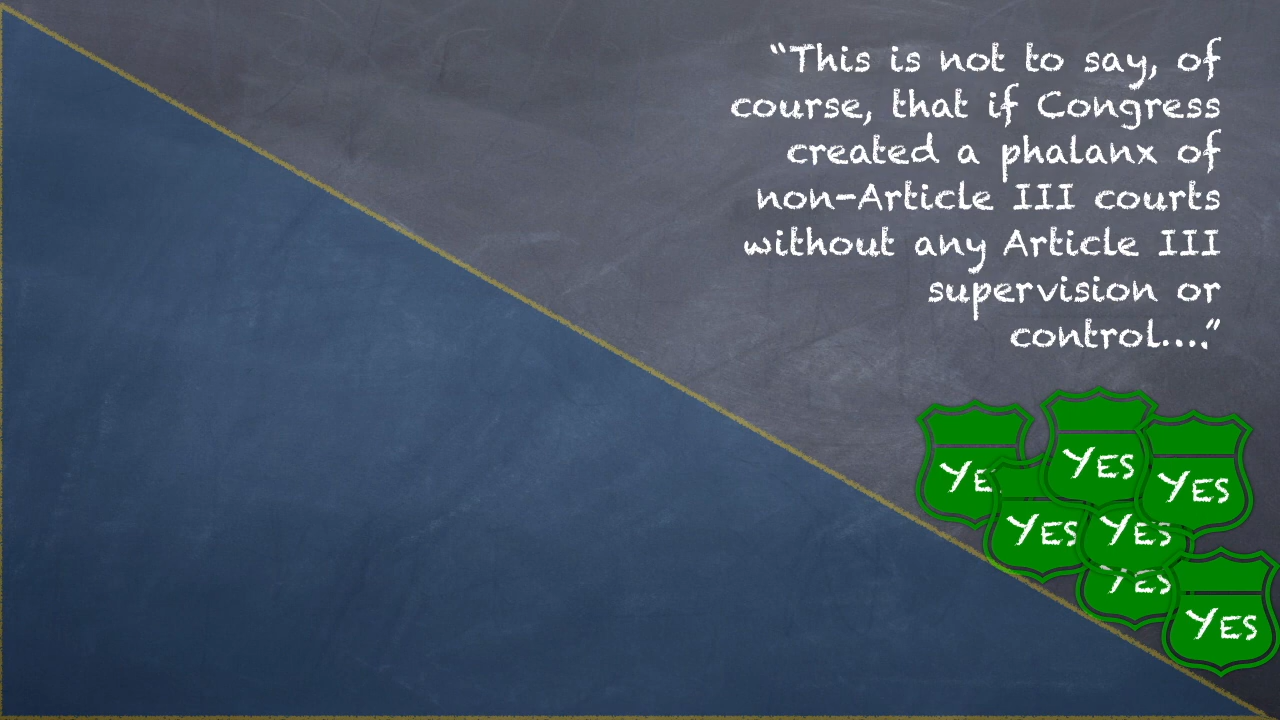 “This is not to say, of
course, that if Congress
created a phalanx of
non-Article III courts
without any Article III
supervision or
control....”
YES
YES
YES
YES
YES
YES
YES